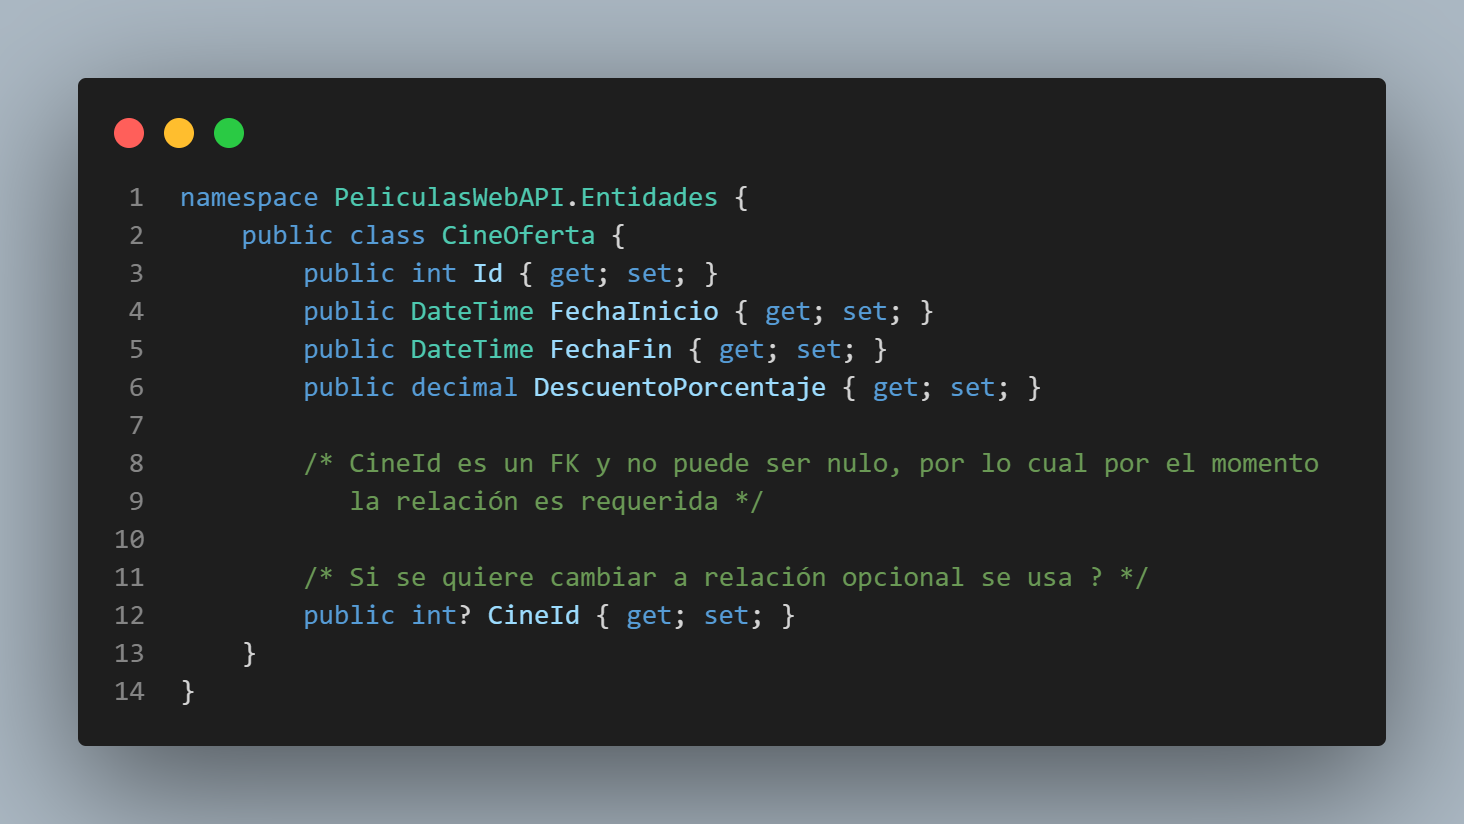 1 namespace PeliculasWebAPI.Entidades {
2     public class CineOferta {
3         public int Id { get; set; }
4         public DateTime FechaInicio { get; set; }
5         public DateTime FechaFin { get; set; }
6         public decimal DescuentoPorcentaje { get; set; }
7
8         /* CineId es un FK y no puede ser nulo, por lo cual por el momento
9            la relación es requerida */
10
11         /* Si se quiere cambiar a relación opcional se usa ? */
12         public int? CineId { get; set; }
13     }
14 }